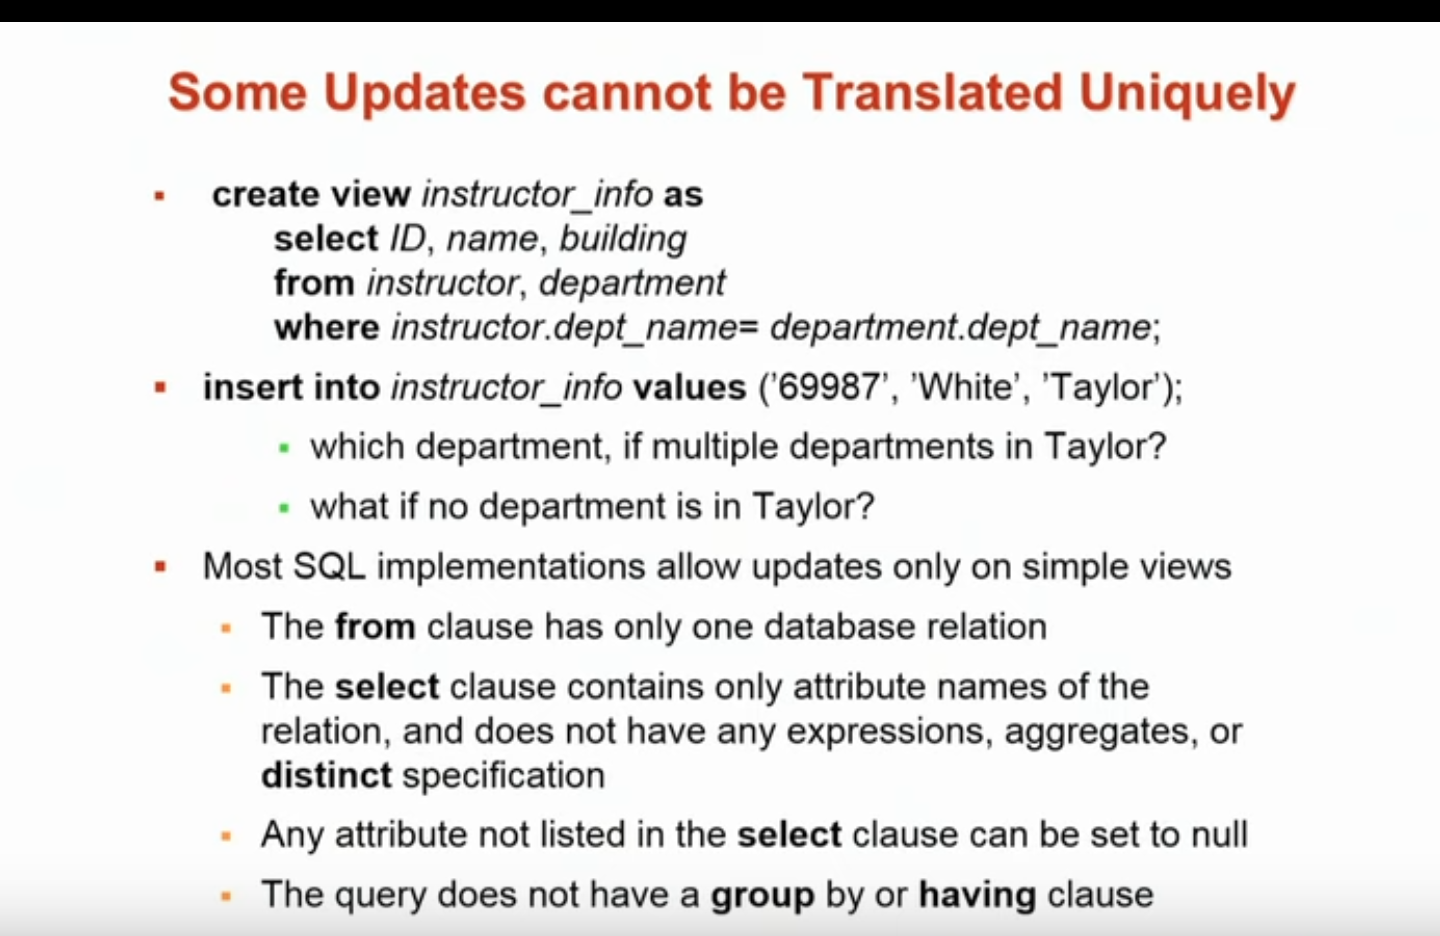 Some Updates cannot be Translated Uniquely
▪ create view instructor_info as
select ID, name, building
from instructor, department
where instructor.dept_name= department.dept_name;
▪ insert into instructor_info values (’69987’, ’White’, ’Taylor’);
▪ which department, if multiple departments in Taylor?
▪ what if no department is in Taylor?
▪ Most SQL implementations allow updates only on simple views
▪ The from clause has only one database relation
▪ The select clause contains only attribute names of the
relation, and does not have any expressions, aggregates, or
distinct specification
▪ Any attribute not listed in the select clause can be set to null
▪ The query does not have a group by or having clause